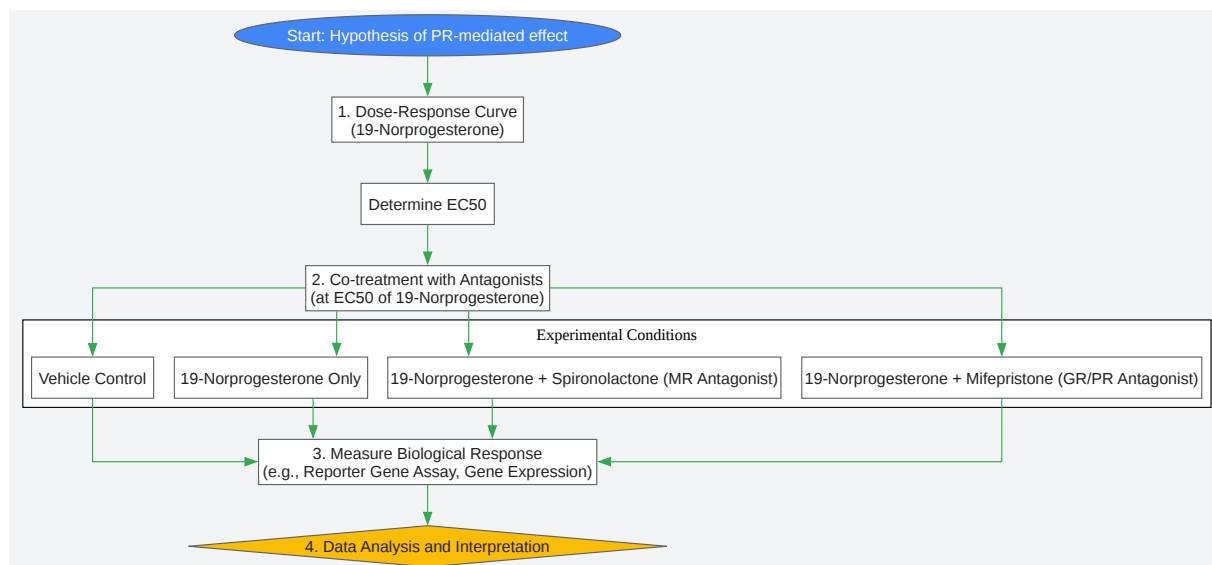 Start: Hypothesis of PR-mediated effect
1. Dose-Response Curve
(19-Norprogesterone)
Determine EC50
2. Co-treatment with Antagonists
(at EC50 of 19-Norprogesterone)
Experimental Conditions
Vehicle Control
19-Norprogesterone Only
19-Norprogesterone + Spironolactone (MR Antagonist)
19-Norprogesterone + Mifepristone (GR/PR Antagonist)
3. Measure Biological Response
(e.g., Reporter Gene Assay, Gene Expression)
4. Data Analysis and Interpretation